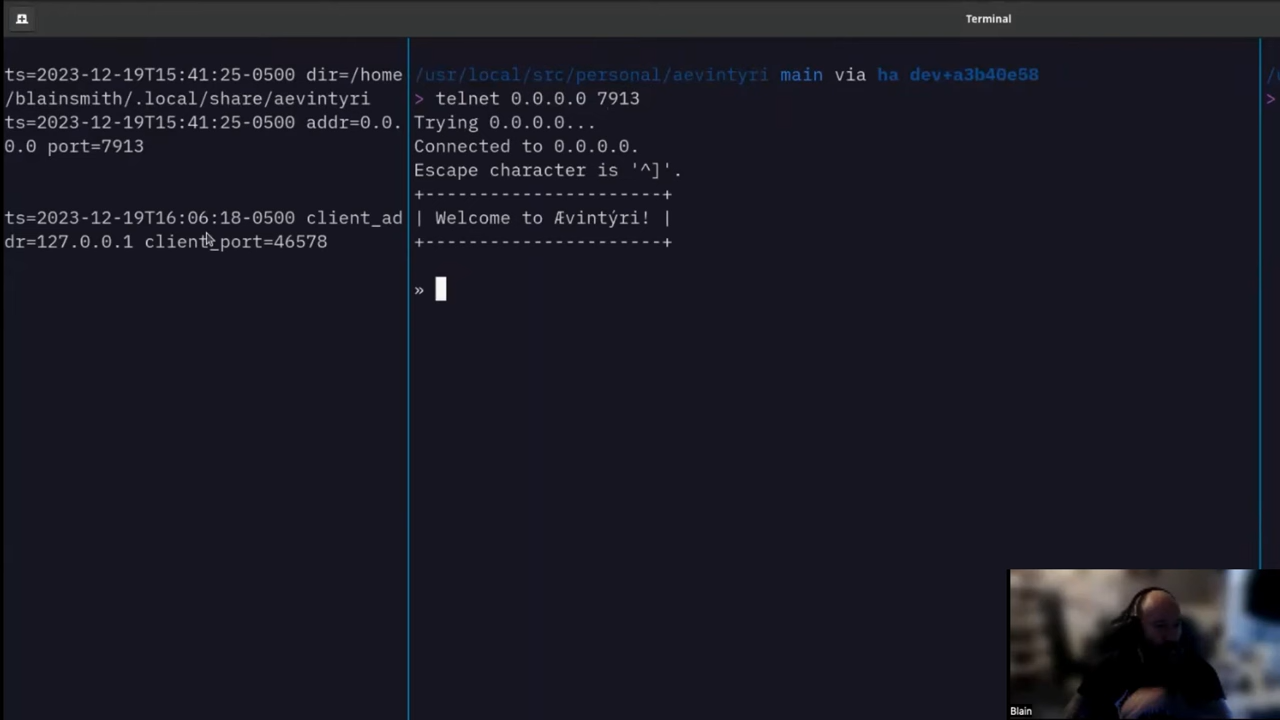 Terminal
ts=2023-12-19T15:41:25-0500 dir=/home
/blainsmith/.local/share/aevintyri
ts=2023-12-19T15:41:25-0500 addr=0.0.
0.0 port=7913
ts=2023-12-19T16:06:18-0500 client_ad
dr=127.0.0.1 client_port=46578
/usr/local/src/personal/aevintyri main via ha dev+a3b40e58
> telnet 0.0.0.0 7913
Trying 0.0.0.0...
Connected to 0.0.0.0.
Escape character is '^]'.
+----------------------+
| Welcome to Ævintýri! |
+----------------------+
»
/
>
Blain